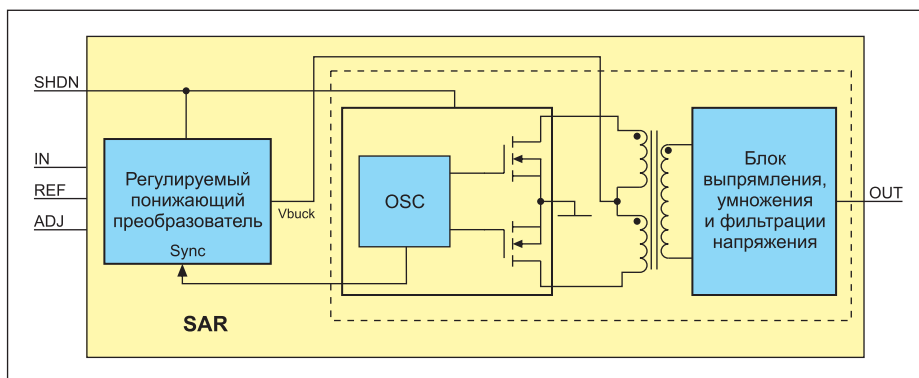 SHDN
IN
REF
ADJ
Регулируемый
понижающий
преобразователь
Sync
Vbuck
OSC
Блок
выпрямления,
умножения
и фильтрации
напряжения
OUT
SAR